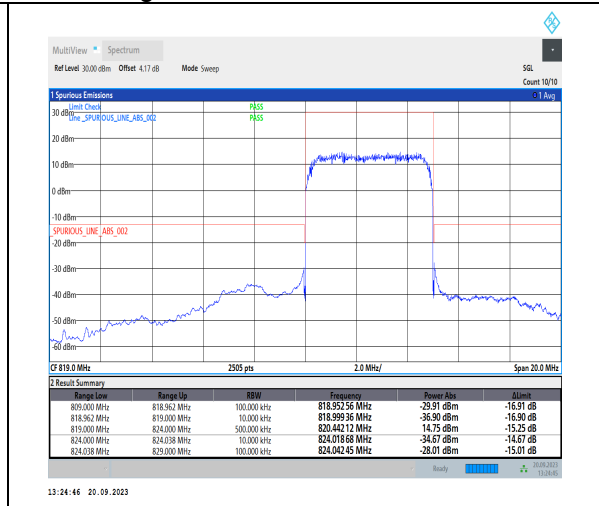 MultiView Spectrum
Ref Level 30.00 dBm Offset 4.17 dB Mode Sweep SGL
Count 10/10
1 Spurious Emissions 1 Avg
Limit Check PASS
30 dBm
Line _SPURIOUS_LINE_ABS_002 PASS
20 dBm
10 dBm
0 dBm
-10 dBm
_SPURIOUS_LINE_ABS_002
-20 dBm
-30 dBm
-40 dBm
-50 dBm
-60 dBm
CF 819.0 MHz 2505 pts 2.0 MHz/ Span 20.0 MHz
2 Result Summary
Range Low Range Up RBW Frequency Power Abs ΔLimit
809.000 MHz 818.962 MHz 100.000 kHz 818.952 56 MHz -29.91 dBm -16.91 dB
818.962 MHz 819.000 MHz 10.000 kHz 818.999 36 MHz -36.90 dBm -16.90 dB
819.000 MHz 824.000 MHz 500.000 kHz 820.442 12 MHz 14.75 dBm -15.25 dB
824.000 MHz 824.038 MHz 10.000 kHz 824.018 68 MHz -34.67 dBm -14.67 dB
824.038 MHz 829.000 MHz 100.000 kHz 824.042 45 MHz -28.01 dBm -15.01 dB
Ready 20.09.2023
13:24:45
13:24:46 20.09.2023